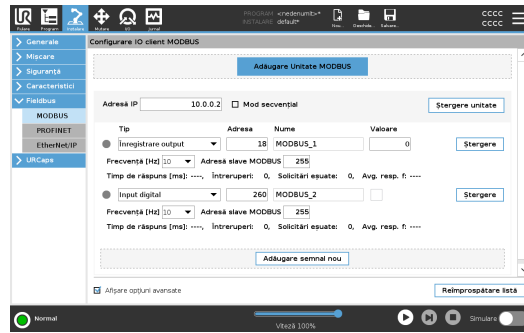 UR
PROGRAM <nedenumit>*
INSTALARE default*
CCCC
CCCC
Rulare Program Instalare Mutare I/O Jurnal Nou... Deschide... Salvare...
Generale
Mișcare
Siguranță
Caracteristici
Fieldbus
MODBUS
PROFINET
EtherNet/IP
URCaps
Configurare IO client MODBUS
Adăugare Unitate MODBUS
Adresă IP 10.0.0.2 Mod secvențial Ștergere unitate
Tip Adresa Nume Valoare
Înregistrare output 18 MODBUS_1 0 Ștergere
Frecvență [Hz] 10 Adresă slave MODBUS 255
Timp de răspuns [ms]: ----, Întreruperi: 0, Solicitări eșuate: 0, Avg. resp. f: ----
Input digital 260 MODBUS_2 Ștergere
Frecvență [Hz] 10 Adresă slave MODBUS 255
Timp de răspuns [ms]: ----, Întreruperi: 0, Solicitări eșuate: 0, Avg. resp. f: ----
Adăugare semnal nou
Afișare opțiuni avansate Reîmprospătare listă
Normal Viteză 100% Simulare